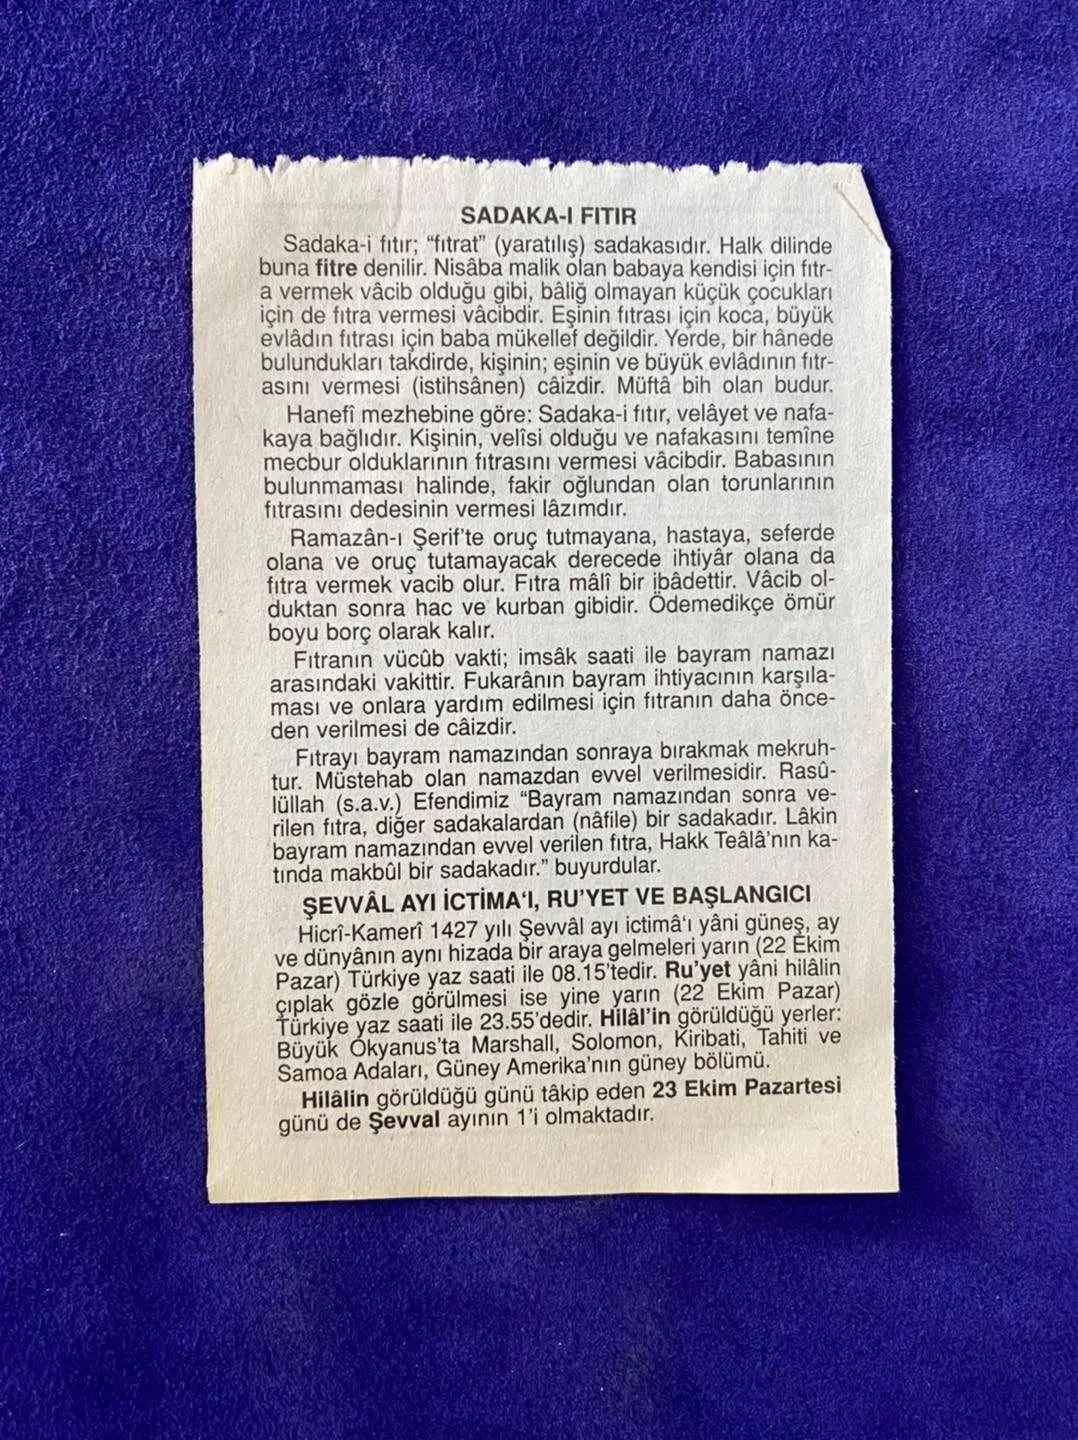 SADAKA-I FITIR
Sadaka-i fıtır; “fıtrat” (yaratılış) sadakasıdır. Halk dilinde
buna fitre denilir. Nisâba malik olan babaya kendisi için fıtr-
a vermek vâcib olduğu gibi, bâliğ olmayan küçük çocukları
için de fıtra vermesi vâcibdir. Eşinin fıtrası için koca, büyük
evlâdın fıtrası için baba mükellef değildir. Yerde, bir hânede
bulundukları takdirde, kişinin; eşinin ve büyük evlâdının fıtr-
asını vermesi (istihsânen) câizdir. Müftâ bih olan budur.
Hanefî mezhebine göre: Sadaka-i fıtır, velâyet ve nafa-
kaya bağlıdır. Kişinin, velîsi olduğu ve nafakasını temîne
mecbur olduklarının fıtrasını vermesi vâcibdir. Babasının
bulunmaması halinde, fakir oğlundan olan torunlarının
fıtrasını dedesinin vermesi lâzımdır.
Ramazân-ı Şerif’te oruç tutmayana, hastaya, seferde
olana ve oruç tutamayacak derecede ihtiyâr olana da
fıtra vermek vacib olur. Fıtra mâlî bir ibâdettir. Vâcib ol-
duktan sonra hac ve kurban gibidir. Ödemedikçe ömür
boyu borç olarak kalır.
Fıtranın vücûb vakti; imsâk saati ile bayram namazı
arasındaki vakittir. Fukarânın bayram ihtiyacının karşıla-
ması ve onlara yardım edilmesi için fıtranın daha önce-
den verilmesi de câizdir.
Fıtrayı bayram namazından sonraya bırakmak mekruh-
tur. Müstehab olan namazdan evvel verilmesidir. Rasû-
lüllah (s.a.v.) Efendimiz “Bayram namazından sonra ve-
rilen fıtra, diğer sadakalardan (nâfile) bir sadakadır. Lâkin
bayram namazından evvel verilen fıtra, Hakk Teâlâ’nın ka-
tında makbûl bir sadakadır.” buyurdular.
ŞEVVÂL AYI İCTİMA‘I, RU’YET VE BAŞLANGICI
Hicrî-Kamerî 1427 yılı Şevvâl ayı ictimâ‘ı yâni güneş, ay
ve dünyânın aynı hizada bir araya gelmeleri yarın (22 Ekim
Pazar) Türkiye yaz saati ile 08.15’tedir. Ru’yet yâni hilâlin
çıplak gözle görülmesi ise yine yarın (22 Ekim Pazar)
Türkiye yaz saati ile 23.55’dedir. Hilâl’in görüldüğü yerler:
Büyük Okyanus’ta Marshall, Solomon, Kiribati, Tahiti ve
Samoa Adaları, Güney Amerika’nın güney bölümü.
Hilâlin görüldüğü günü tâkip eden 23 Ekim Pazartesi
günü de Şevval ayının 1’i olmaktadır.